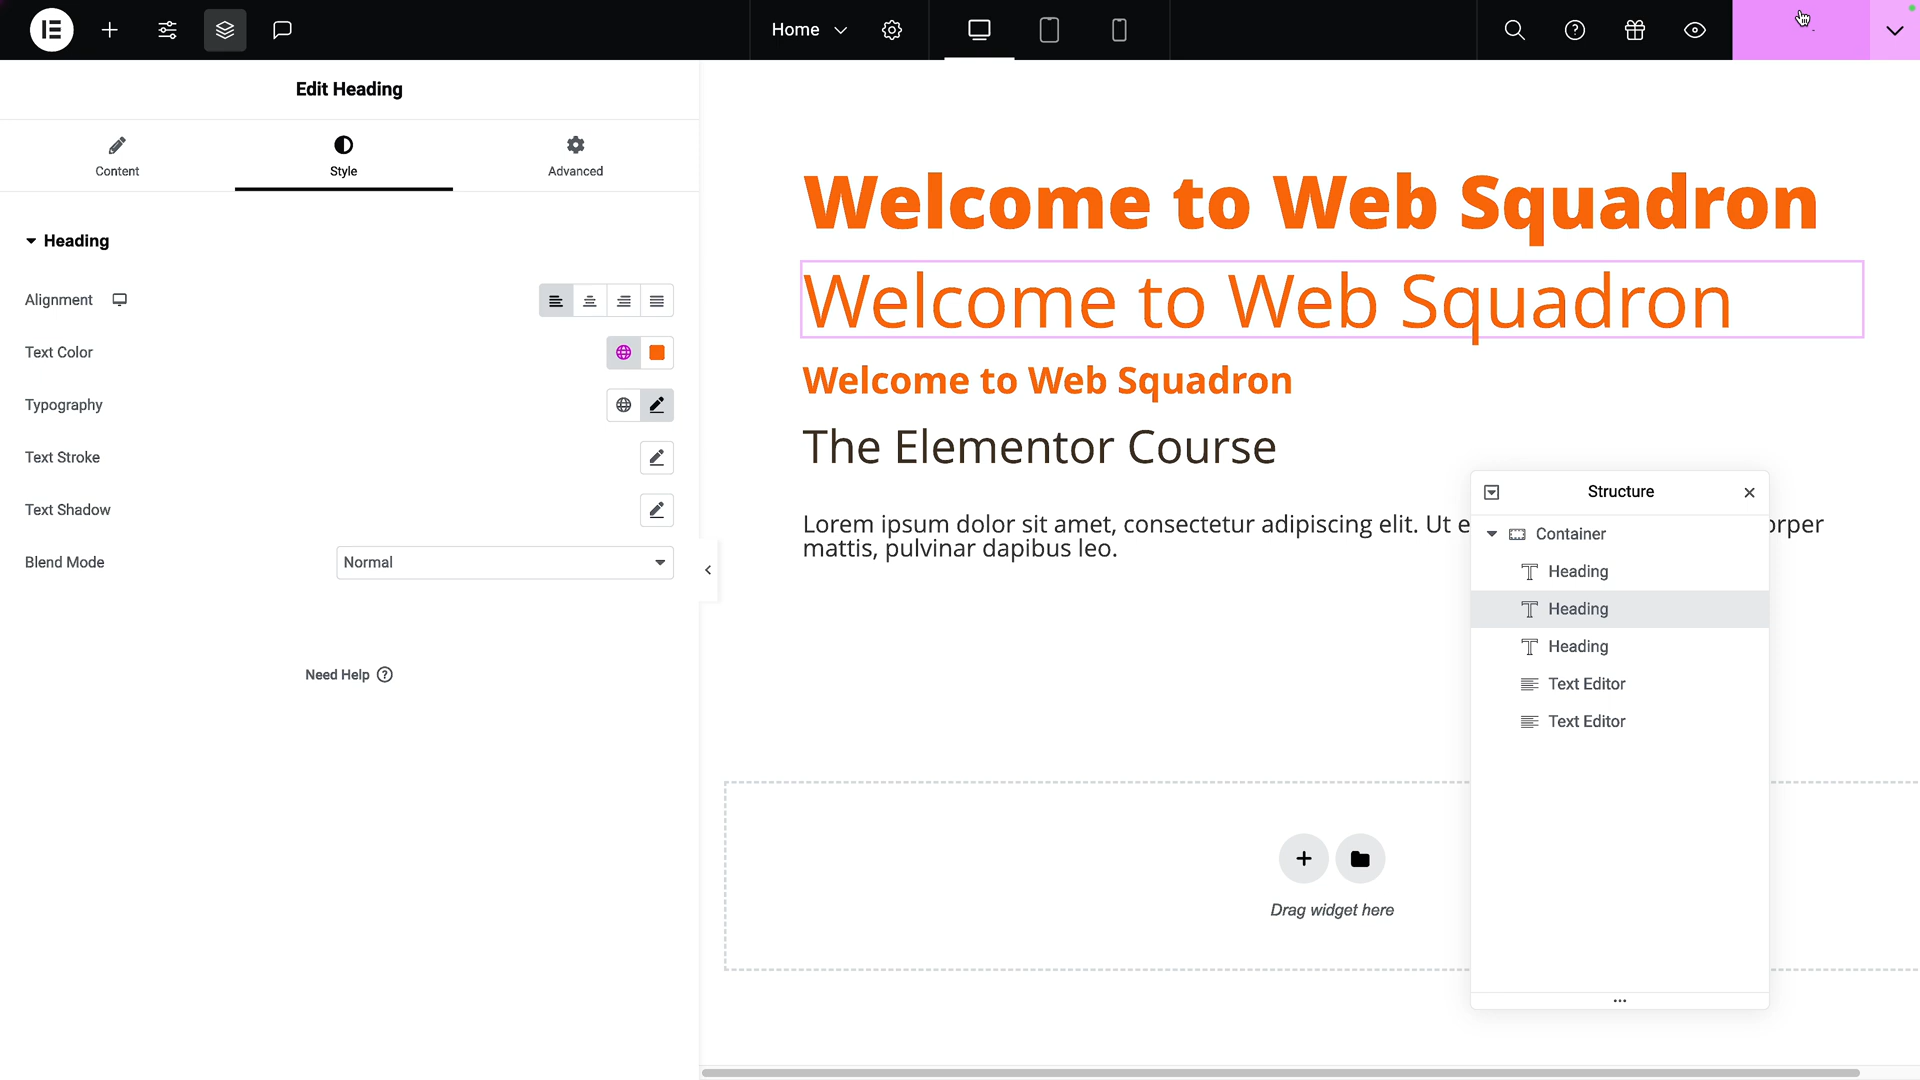 Home
Edit Heading
Content
Style
Advanced
Heading
Alignment
Text Color
Typography
Text Stroke
Text Shadow
Blend Mode
Normal
Need Help
Welcome to Web Squadron
Welcome to Web Squadron
Welcome to Web Squadron
The Elementor Course
Lorem ipsum dolor sit amet, consectetur adipiscing elit. Ut
mattis, pulvinar dapibus leo.
Drag widget here
Structure
Container
Heading
Heading
Heading
Text Editor
Text Editor